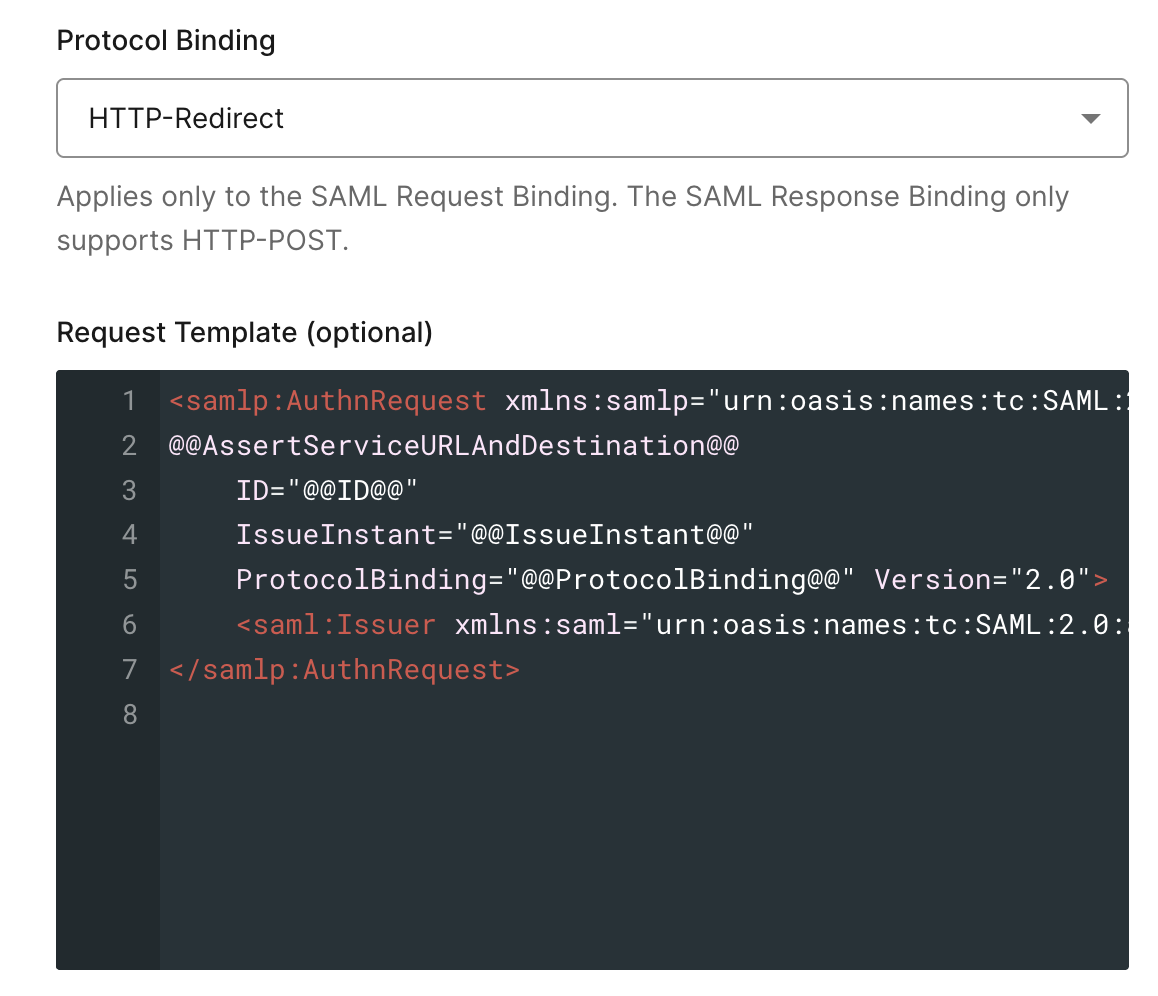 Protocol Binding
HTTP-Redirect
Applies only to the SAML Request Binding. The SAML Response Binding only
supports HTTP-POST.
Request Template (optional)
1 <samlp:AuthnRequest xmlns:samlp="urn:oasis:names:tc:SAML:2
2 @@AssertServiceURLAndDestination@@
3 ID="@@ID@@"
4 IssueInstant="@@IssueInstant@@"
5 ProtocolBinding="@@ProtocolBinding@@" Version="2.0">
6 <saml:Issuer xmlns:saml="urn:oasis:names:tc:SAML:2.0:
7 </samlp:AuthnRequest>
8